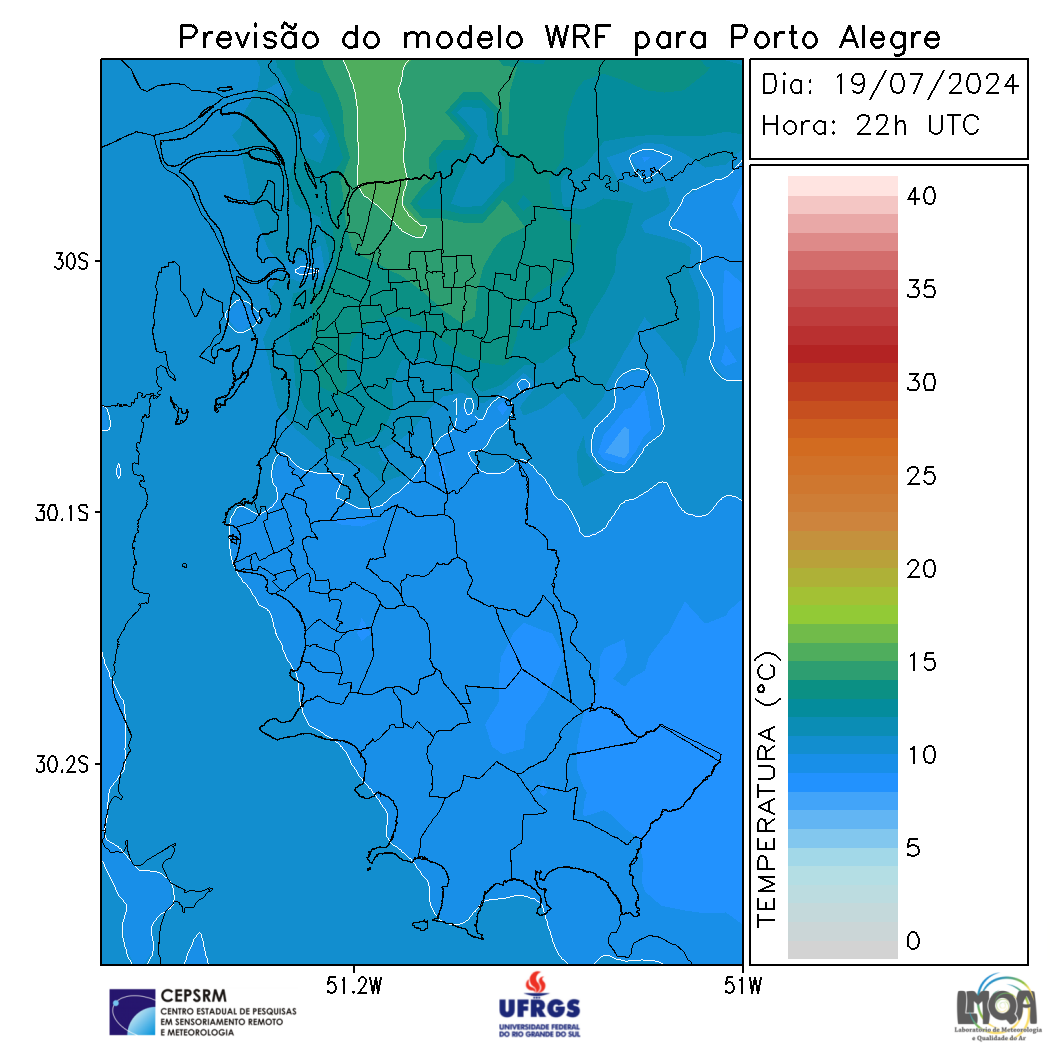 Previsão do modelo WRF para Porto Alegre
Dia: 19/07/2024
Hora: 22h UTC
40
35
30
25
20
15
10
5
0
TEMPERATURA (°C)
30S
30.1S
30.2S
10
51.2W
51W
CEPSRM
CENTRO ESTADUAL DE PESQUISAS
EM SENSORIAMENTO REMOTO
E METEOROLOGIA
UFRGS
UNIVERSIDADE FEDERAL
DO RIO GRANDE DO SUL
LMQA
Laboratório de Meteorologia
e Qualidade do Ar